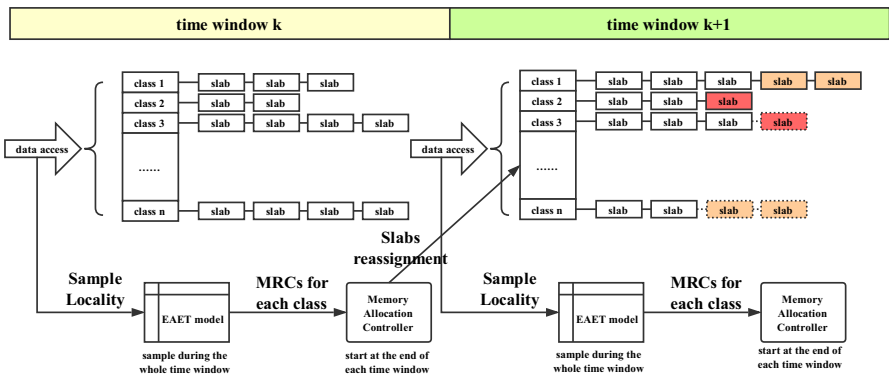 time window k
time window k+1
data access
class 1 slab slab slab
class 2 slab slab
class 3 slab slab slab slab
......
class n slab slab slab slab
Sample
Locality
EAET model
sample during the
whole time window
MRCs for
each class
Memory
Allocation
Controller
start at the end of
each time window
Slabs
reassignment
data access
class 1 slab slab slab slab slab
class 2 slab slab slab
class 3 slab slab slab slab
......
class n slab slab slab slab
Sample
Locality
EAET model
sample during the
whole time window
MRCs for
each class
Memory
Allocation
Controller
start at the end of
each time window